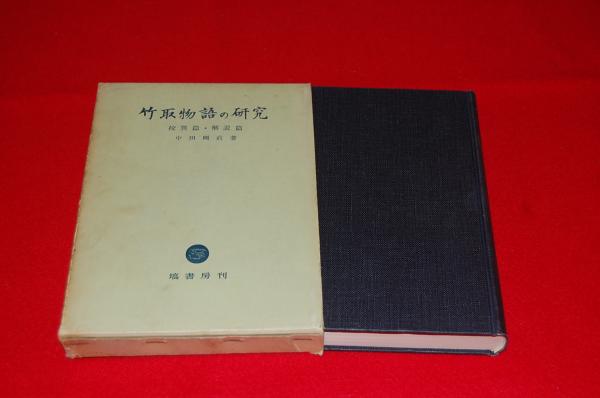 竹取物語の研究
校異篇・解説篇
中田剛直著
塙書房刊